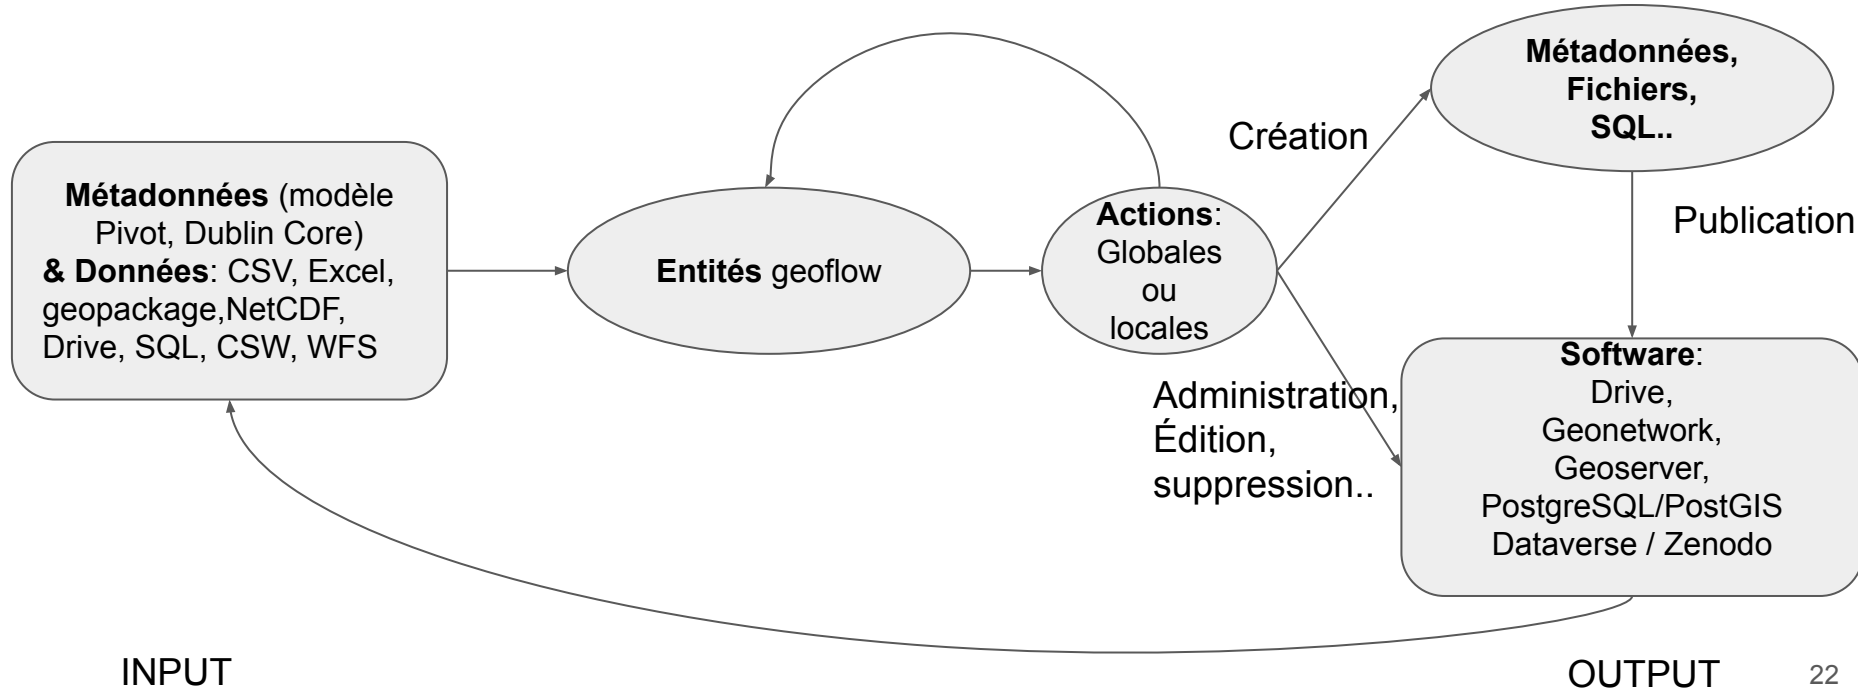 Métadonnées (modèle
Pivot, Dublin Core)
& Données: CSV, Excel,
geopackage,NetCDF,
Drive, SQL, CSW, WFS
Entités geoflow
Actions:
Globales
ou
locales
Création
Métadonnées,
Fichiers,
SQL..
Publication
Administration,
Édition,
suppression..
Software:
Drive,
Geonetwork,
Geoserver,
PostgreSQL/PostGIS
Dataverse / Zenodo
INPUT
OUTPUT
22